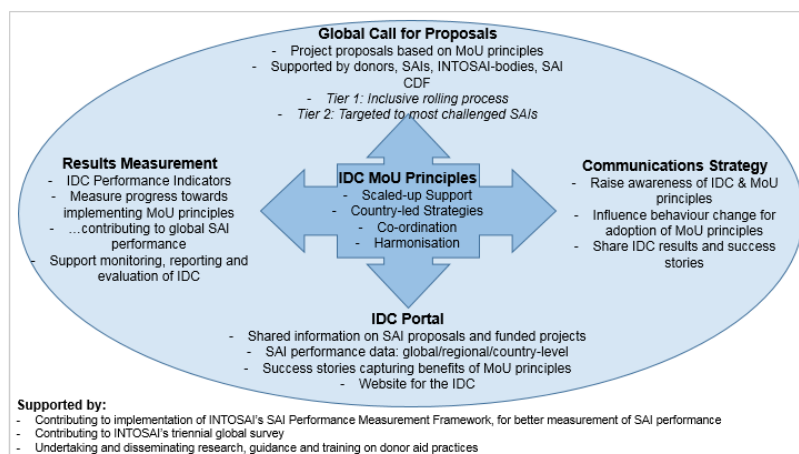 Global Call for Proposals
- Project proposals based on MoU principles
- Supported by donors, SAIs, INTOSAI-bodies, SAI
CDF
- Tier 1: Inclusive rolling process
- Tier 2: Targeted to most challenged SAIs
Results Measurement
- IDC Performance Indicators
- Measure progress towards
implementing MoU principles
- ...contributing to global SAI
performance
- Support monitoring, reporting and
evaluation of IDC
IDC MoU Principles
- Scaled-up Support
- Country-led Strategies
- Co-ordination
- Harmonisation
Communications Strategy
- Raise awareness of IDC & MoU
principles
- Influence behaviour change for
adoption of MoU principles
- Share IDC results and success
stories
IDC Portal
- Shared information on SAI proposals and funded projects
- SAI performance data: global/regional/country-level
- Success stories capturing benefits of MoU principles
- Website for the IDC
Supported by:
- Contributing to implementation of INTOSAI's SAI Performance Measurement Framework, for better measurement of SAI performance
- Contributing to INTOSAI's triennial global survey
- Undertaking and disseminating research, guidance and training on donor aid practices